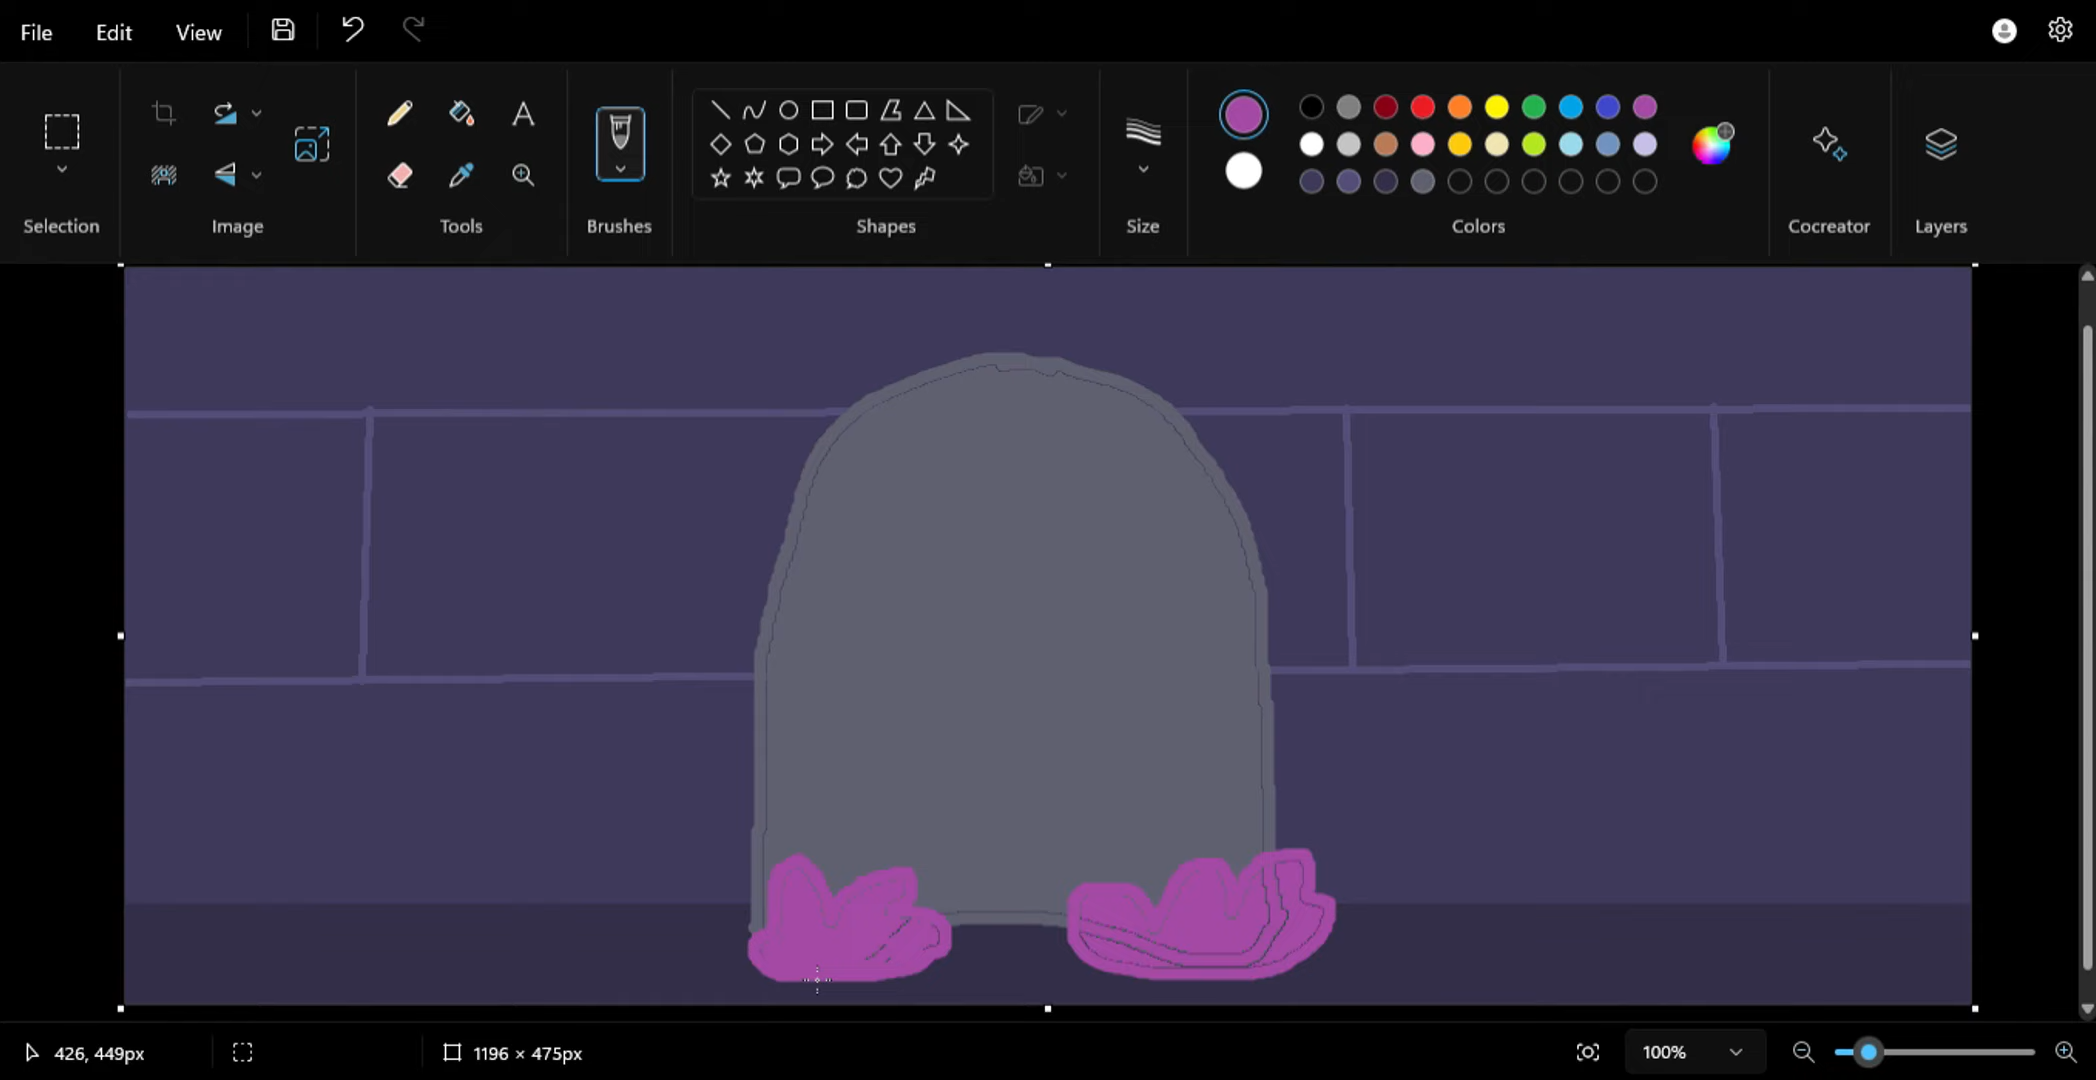 File Edit View
Selection Image Tools Brushes Shapes Size Colors Cocreator Layers
426, 449px 1196 × 475px 100%